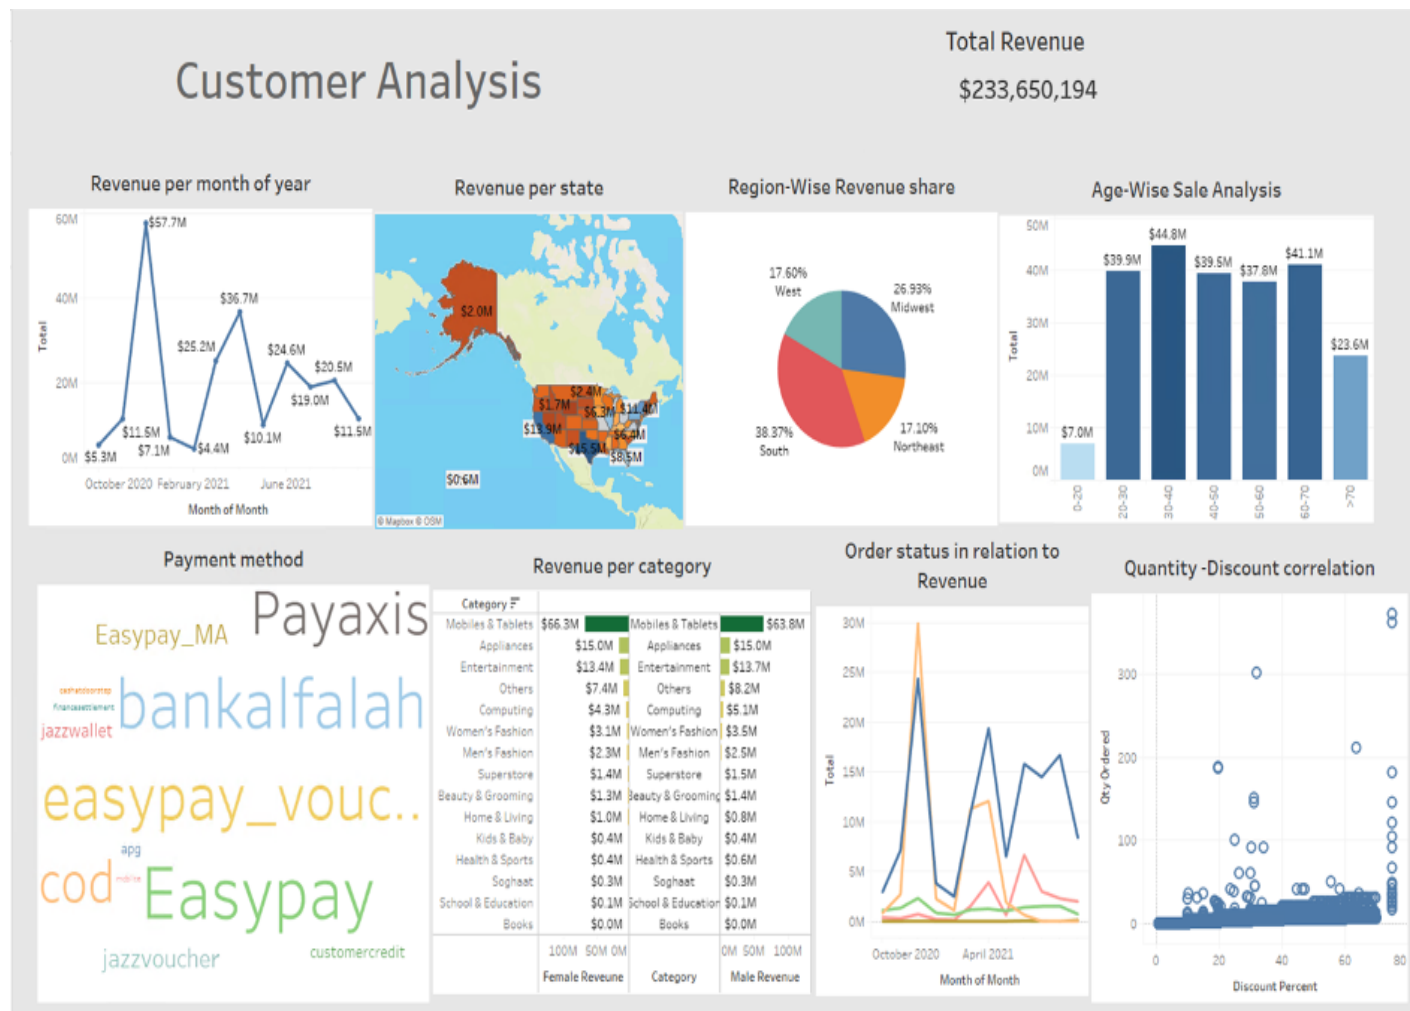 Customer Analysis
Total Revenue
$233,650,194
Revenue per month of year
60M
40M
20M
0M
Total
$57.7M
$36.7M
$25.2M
$24.6M
$20.5M
$19.0M
$11.5M
$7.1M
$4.4M
$10.1M
$11.5M
$5.3M
October 2020 February 2021 June 2021
Month of Month
Revenue per state
$2.0M
$2.4M
$1.7M
$6.3M
$11.4M
$13.9M
$6.4M
$15.5M
$8.5M
$0.6M
© Mapbox © OSM
Region-Wise Revenue share
17.60%
West
26.93%
Midwest
38.37%
South
17.10%
Northeast
Age-Wise Sale Analysis
50M
40M
30M
20M
10M
0M
Total
$7.0M
$39.9M
$44.8M
$39.5M
$37.8M
$41.1M
$23.6M
0-20
20-30
30-40
40-50
50-60
60-70
>70
Payment method
Payaxis
Easypay_MA
cashatdoorstep
financesettlement
bankalfalah
jazzwallet
easypay_vouc..
apg
cod
Easypay
jazzvoucher
customercredit
Revenue per category
Category
Mobiles & Tablets $66.3M Mobiles & Tablets $63.8M
Appliances $15.0M Appliances $15.0M
Entertainment $13.4M Entertainment $13.7M
Others $7.4M Others $8.2M
Computing $4.3M Computing $5.1M
Women's Fashion $3.1M Women's Fashion $3.5M
Men's Fashion $2.3M Men's Fashion $2.5M
Superstore $1.4M Superstore $1.5M
Beauty & Grooming $1.3M Beauty & Grooming $1.4M
Home & Living $1.0M Home & Living $0.8M
Kids & Baby $0.4M Kids & Baby $0.4M
Health & Sports $0.4M Health & Sports $0.6M
Soghaat $0.3M Soghaat $0.3M
School & Education $0.1M School & Education $0.1M
Books $0.0M Books $0.0M
100M 50M 0M 0M 50M 100M
Female Reveune Category Male Revenue
Order status in relation to
Revenue
30M
25M
20M
15M
10M
5M
0M
Total
October 2020 April 2021
Month of Month
Quantity -Discount correlation
300
200
100
0
Qty Ordered
0 20 40 60 80
Discount Percent